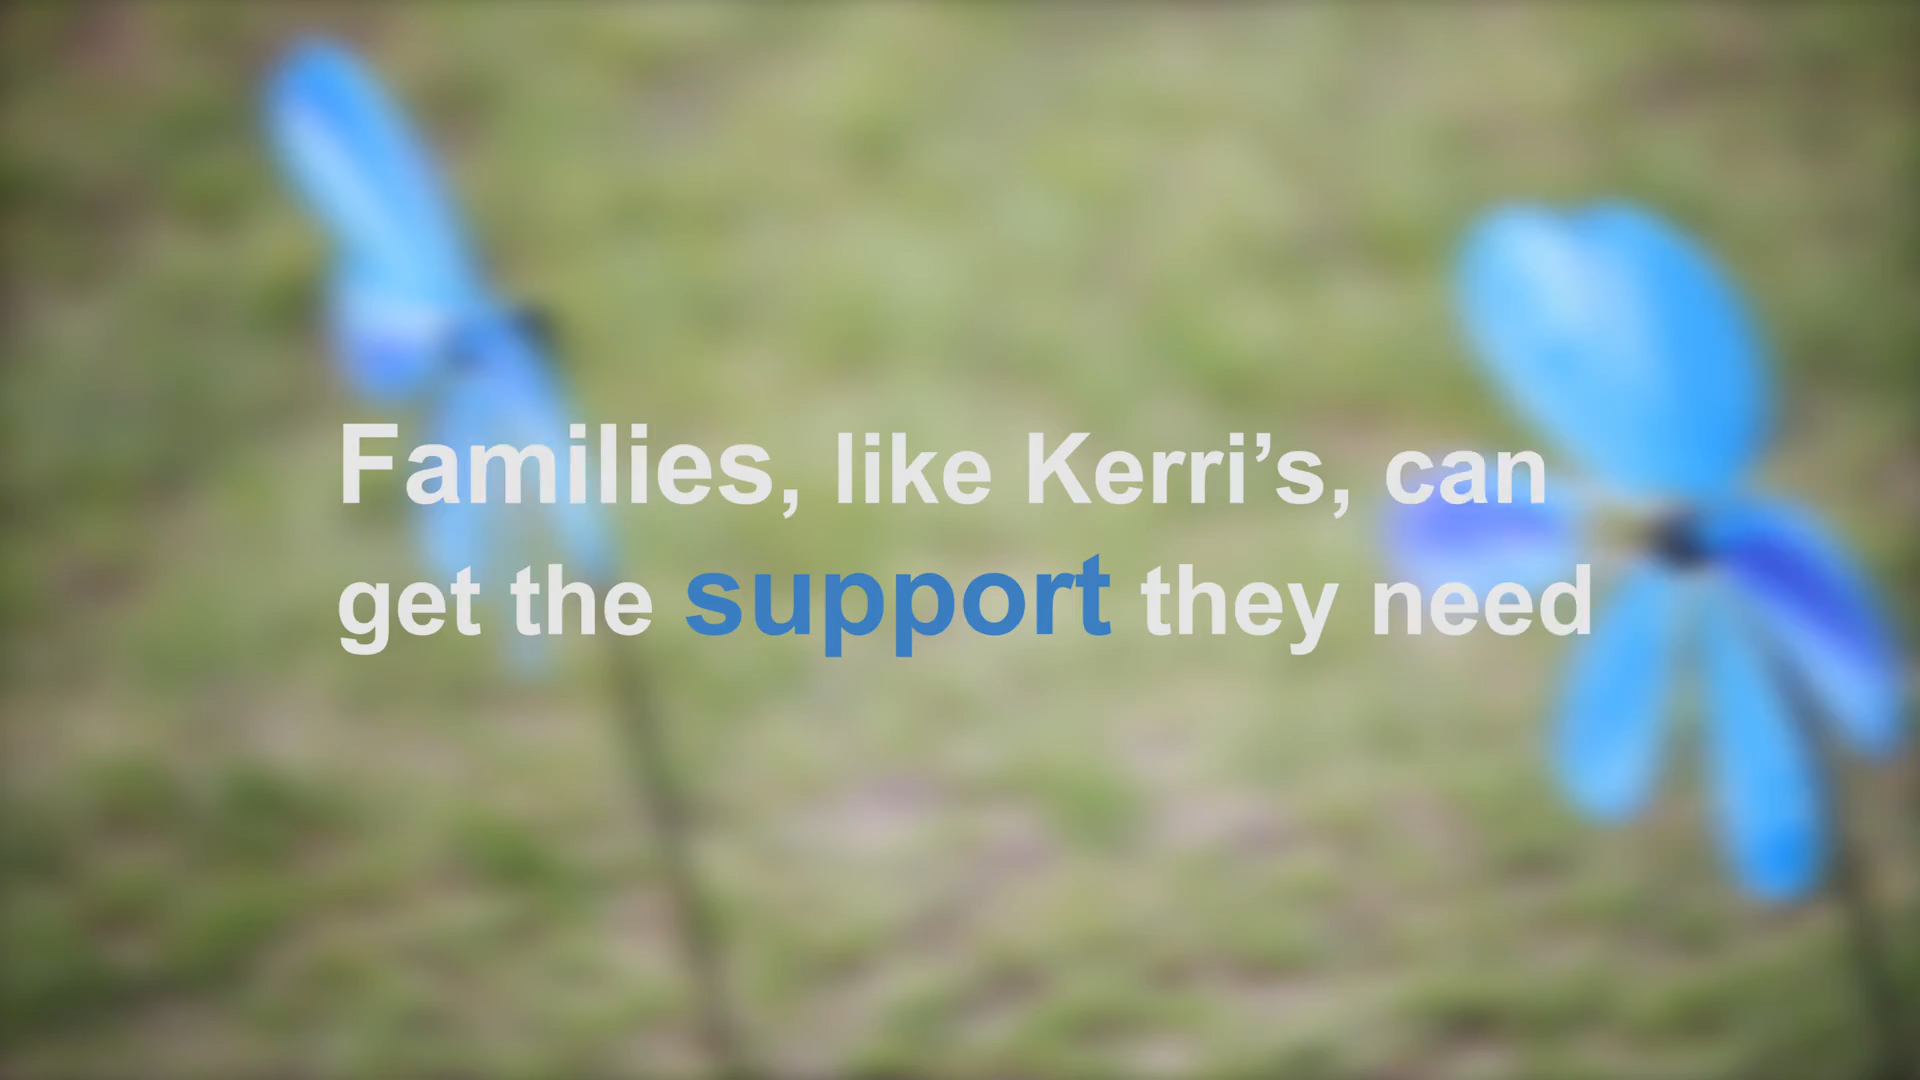 Families, like Kerri’s, can
get the support they need